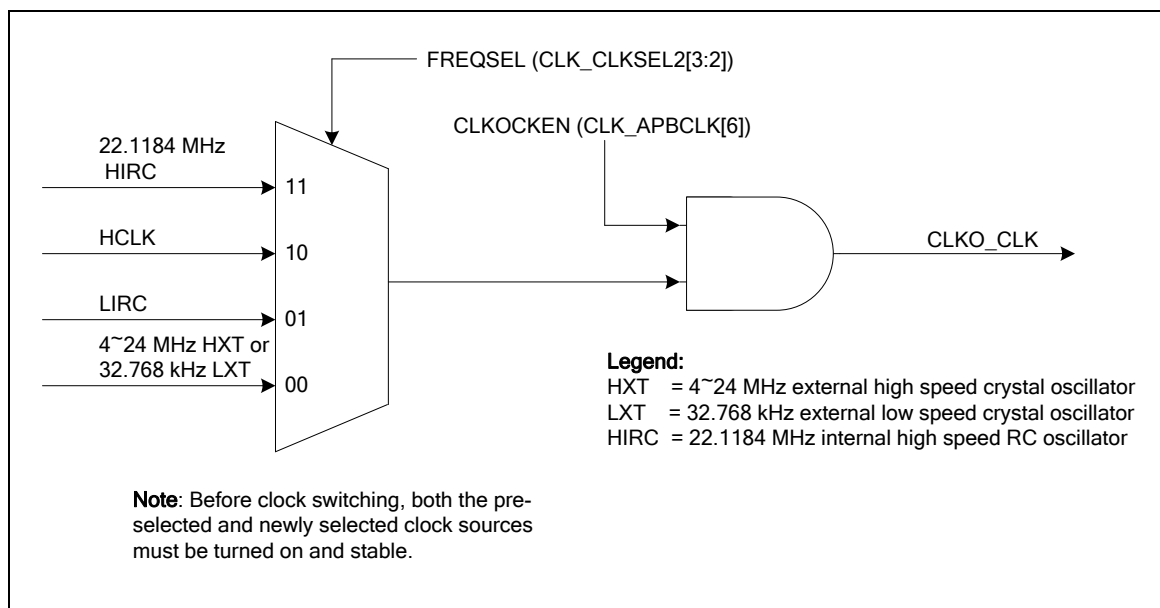 FREQSEL (CLK_CLKSEL2[3:2])
CLKOCKEN (CLK_APBCLK[6])
22.1184 MHz
HIRC
11
HCLK
10
CLKO_CLK
LIRC
01
4~24 MHz HXT or
32.768 kHz LXT
00
Legend:
HXT = 4~24 MHz external high speed crystal oscillator
LXT = 32.768 kHz external low speed crystal oscillator
HIRC = 22.1184 MHz internal high speed RC oscillator
Note: Before clock switching, both the pre-
selected and newly selected clock sources
must be turned on and stable.